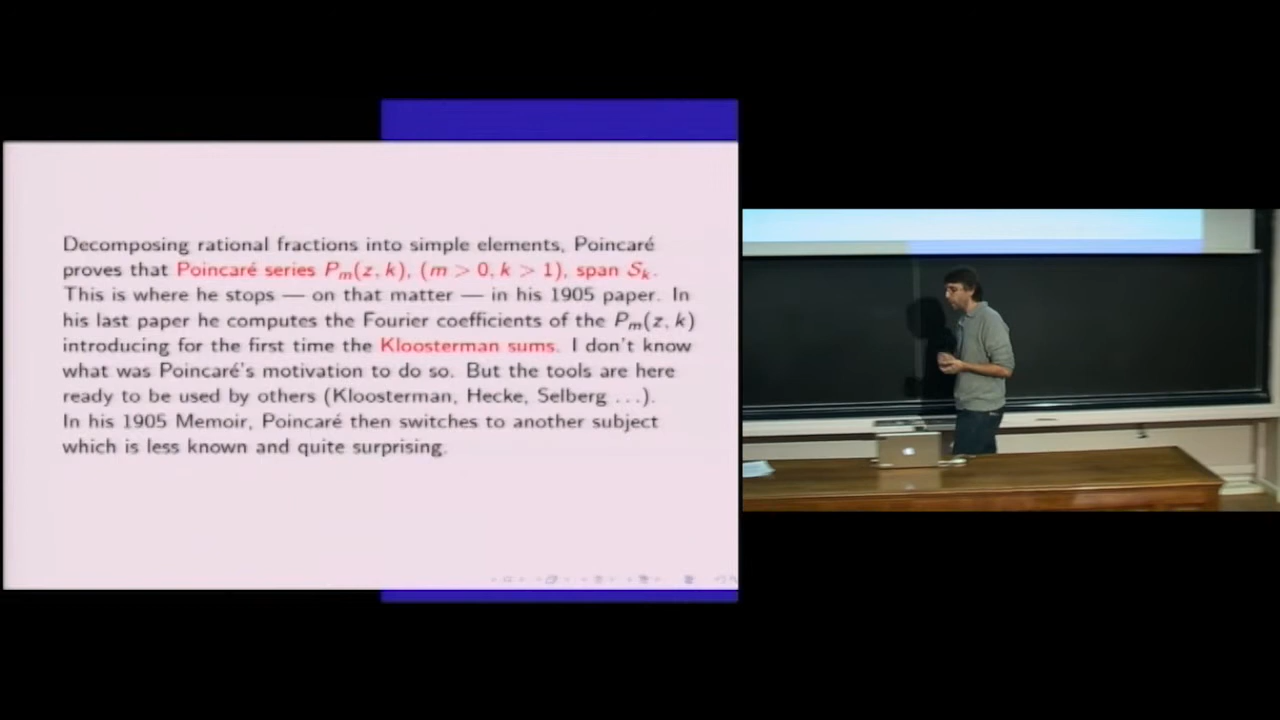 Decomposing rational fractions into simple elements, Poincaré
proves that Poincaré series Pₘ(z, k), (m > 0, k > 1), span Sₖ.
This is where he stops — on that matter — in his 1905 paper. In
his last paper he computes the Fourier coefficients of the Pₘ(z, k)
introducing for the first time the Kloosterman sums. I don't know
what was Poincaré's motivation to do so. But the tools are here
ready to be used by others (Kloosterman, Hecke, Selberg ...).
In his 1905 Memoir, Poincaré then switches to another subject
which is less known and quite surprising.